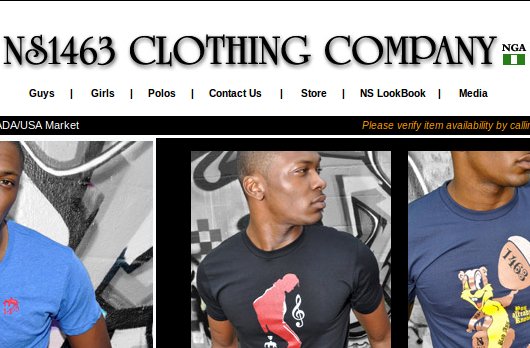 NS1463 CLOTHING COMPANY
NGA
Guys | Girls | Polos | Contact Us | Store | NS LookBook | Media
ADA/USA Market
Please verify item availability by calli
1463